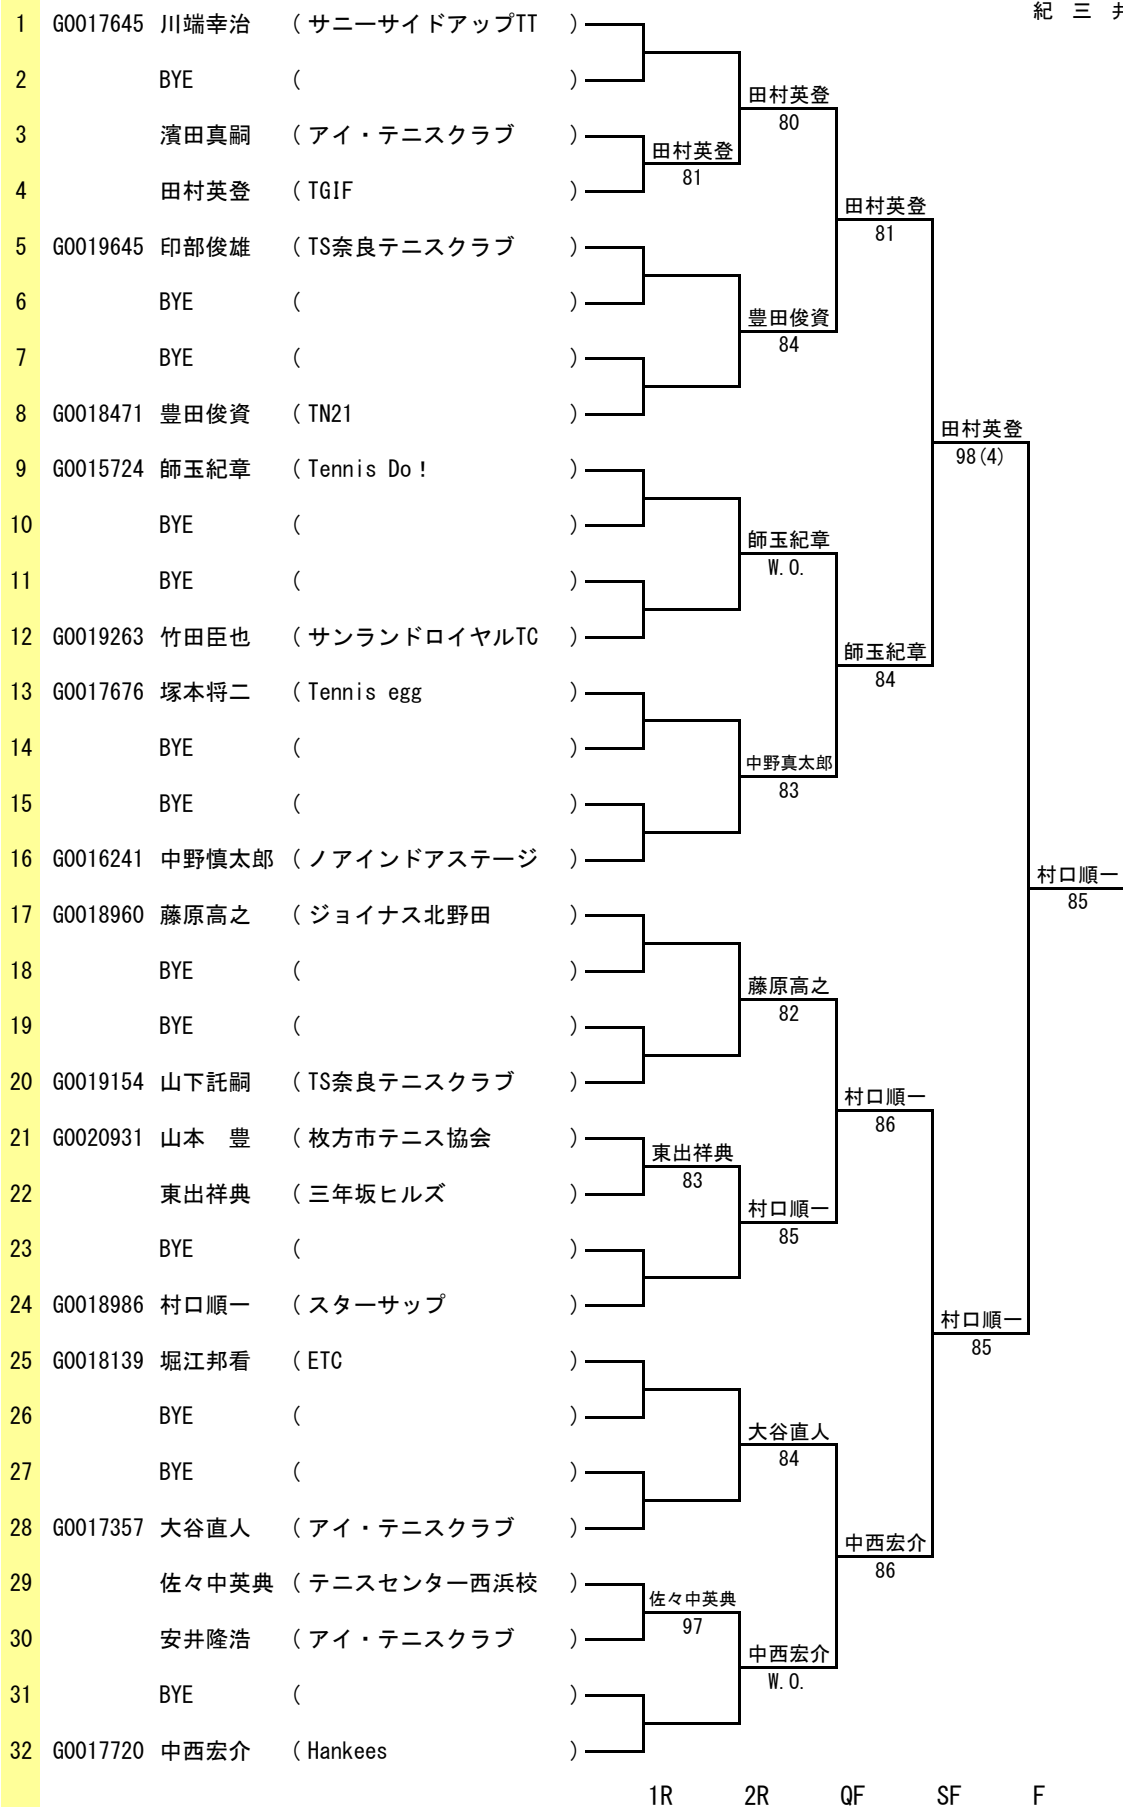 紀 三 井
1 G0017645 川端幸治 ( サニーサイドアップTT )
2 BYE ( )
田村英登
80
3 濱田真嗣 ( アイ・テニスクラブ )
田村英登
81
4 田村英登 ( TGIF )
田村英登
81
5 G0019645 印部俊雄 ( TS奈良テニスクラブ )
6 BYE ( )
豊田俊資
84
7 BYE ( )
8 G0018471 豊田俊資 ( TN21 )
田村英登
98(4)
9 G0015724 師玉紀章 ( Tennis Do! )
10 BYE ( )
師玉紀章
W.O.
11 BYE ( )
12 G0019263 竹田臣也 ( サンランドロイヤルTC )
師玉紀章
84
13 G0017676 塚本将二 ( Tennis egg )
14 BYE ( )
中野真太郎
83
15 BYE ( )
16 G0016241 中野慎太郎 ( ノアインドアステージ )
村口順一
85
17 G0018960 藤原高之 ( ジョイナス北野田 )
18 BYE ( )
藤原高之
82
19 BYE ( )
20 G0019154 山下託嗣 ( TS奈良テニスクラブ )
村口順一
86
21 G0020931 山本 豊 ( 枚方市テニス協会 )
東出祥典
83
22 東出祥典 ( 三年坂ヒルズ )
村口順一
85
23 BYE ( )
24 G0018986 村口順一 ( スターサップ )
村口順一
85
25 G0018139 堀江邦看 ( ETC )
26 BYE ( )
大谷直人
84
27 BYE ( )
28 G0017357 大谷直人 ( アイ・テニスクラブ )
中西宏介
86
29 佐々中英典 ( テニスセンター西浜校 )
佐々中英典
97
30 安井隆浩 ( アイ・テニスクラブ )
中西宏介
W.O.
31 BYE ( )
32 G0017720 中西宏介 ( Hankees )
1R 2R QF SF F